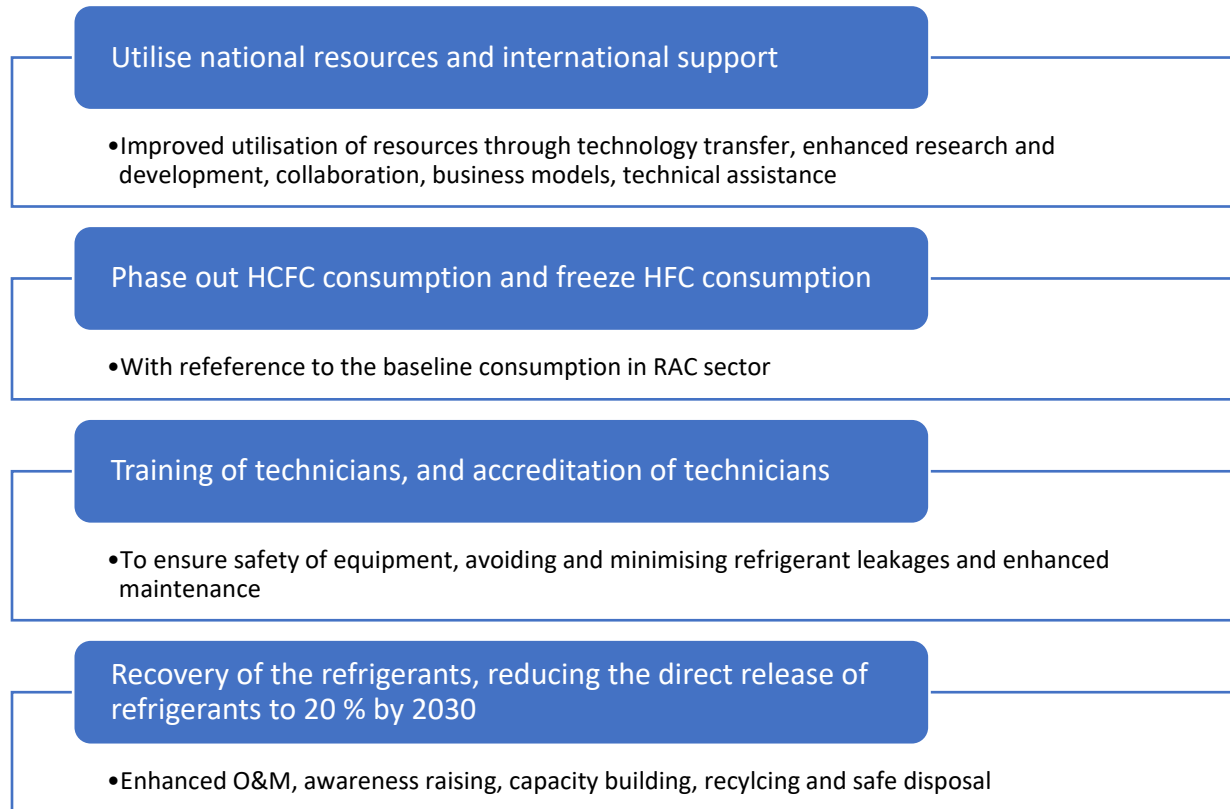 Utilise national resources and international support
•Improved utilisation of resources through technology transfer, enhanced research and
development, collaboration, business models, technical assistance
Phase out HCFC consumption and freeze HFC consumption
•With refeference to the baseline consumption in RAC sector
Training of technicians, and accreditation of technicians
•To ensure safety of equipment, avoiding and minimising refrigerant leakages and enhanced
maintenance
Recovery of the refrigerants, reducing the direct release of
refrigerants to 20 % by 2030
•Enhanced O&M, awareness raising, capacity building, recylcing and safe disposal